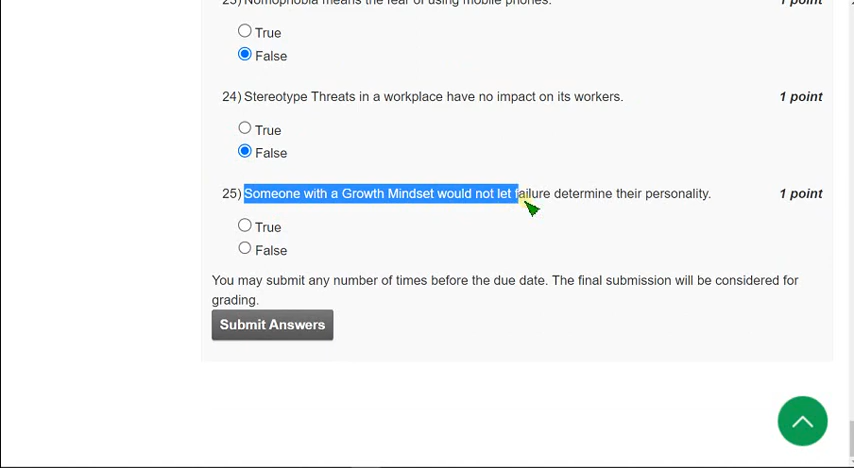 23) Nomophobia means the fear of using mobile phones. 1 point
True
False
24) Stereotype Threats in a workplace have no impact on its workers. 1 point
True
False
25) Someone with a Growth Mindset would not let failure determine their personality. 1 point
True
False
You may submit any number of times before the due date. The final submission will be considered for
grading.
Submit Answers